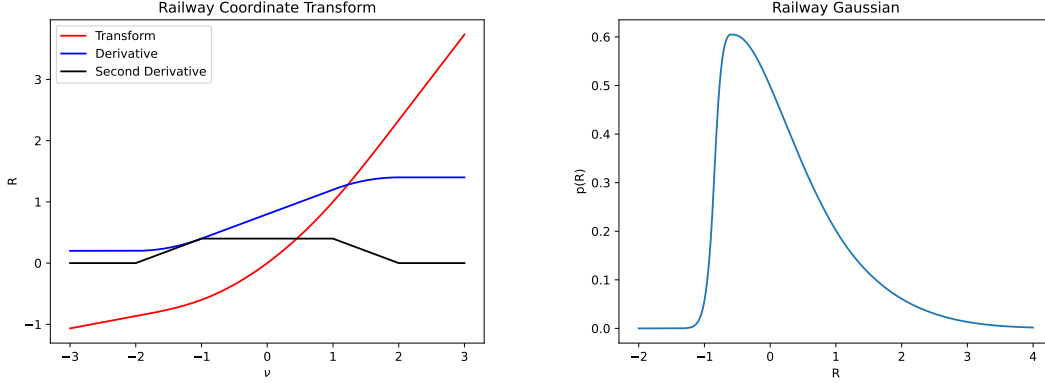 Railway Coordinate Transform
Transform
Derivative
Second Derivative
R
3
2
1
0
−1
−3
−2
−1
0
1
2
3
ν
Railway Gaussian
p(R)
0.6
0.5
0.4
0.3
0.2
0.1
0.0
−2
−1
0
1
2
3
4
R